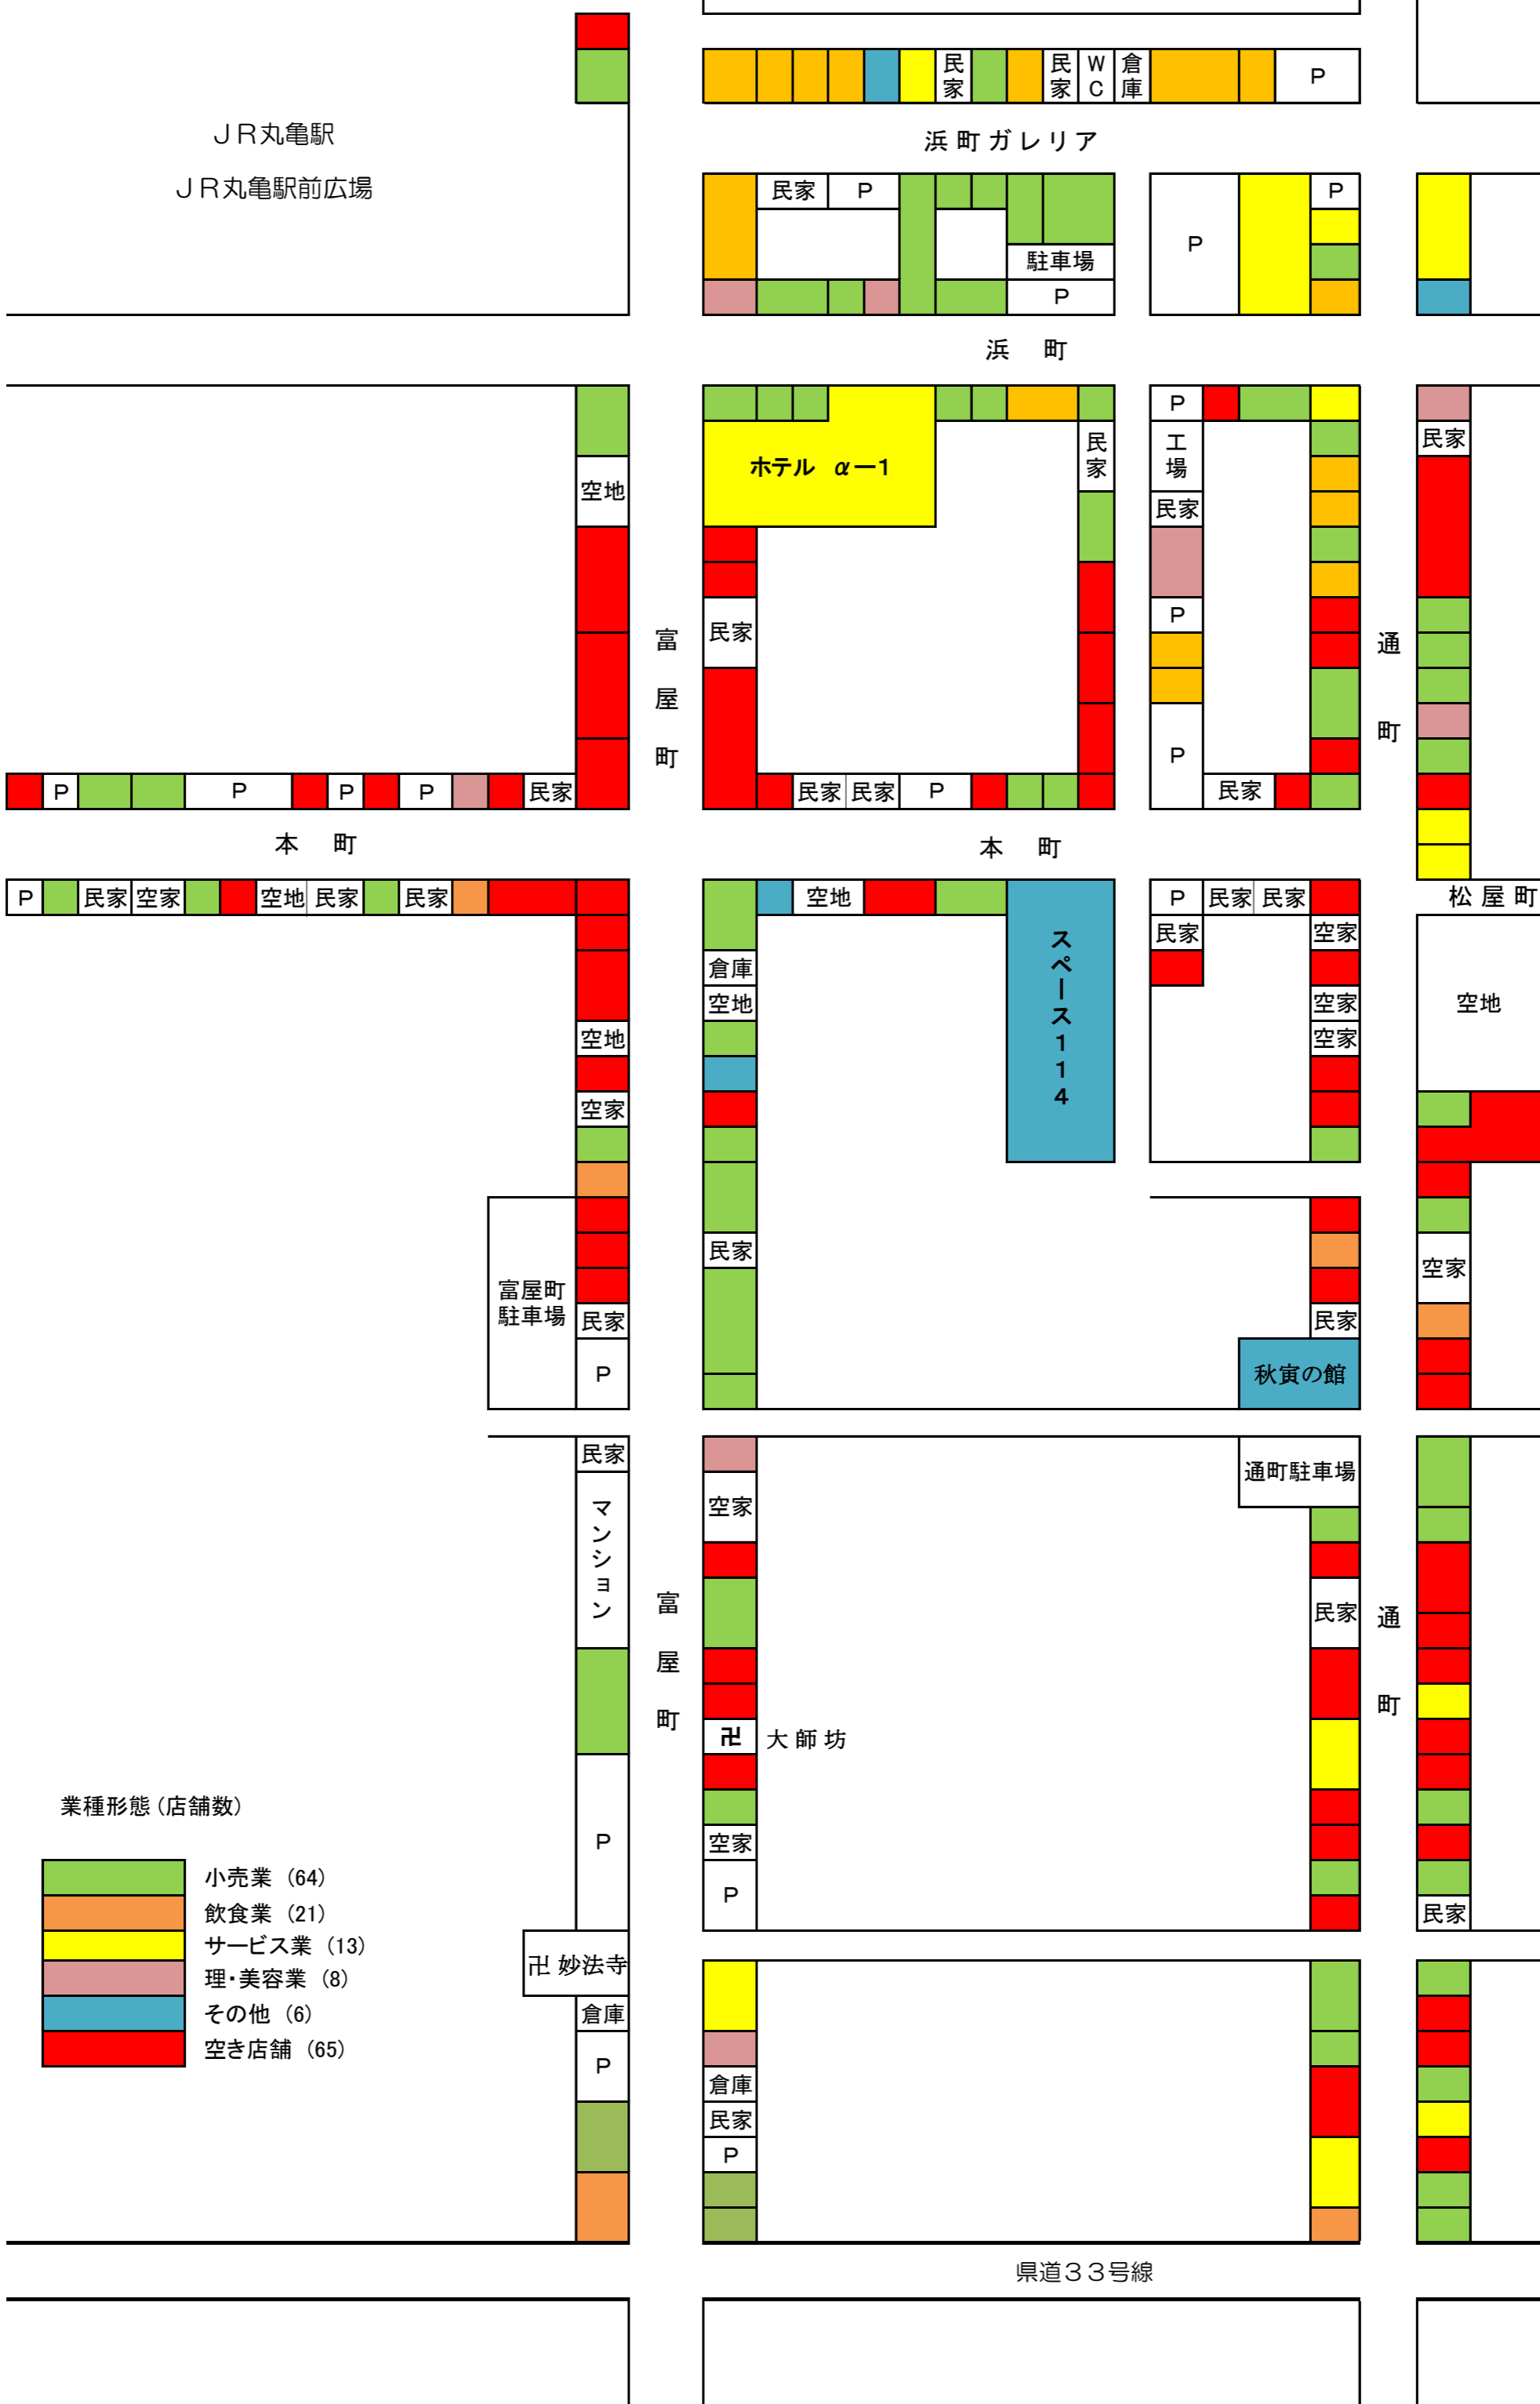 民家
民家
WC
倉庫
P
JR丸亀駅
JR丸亀駅前広場
浜町ガレリア
民家
P
P
P
駐車場
P
浜 町
P
民家
工場
民家
空地
ホテル α－1
民家
民家
P
富屋町
通町
P
P
P
P
P
民家
民家
民家
P
民家
本 町
本 町
P
民家
空家
空地
民家
民家
空地
P
民家
民家
松屋町
スペース114
民家
空家
倉庫
空地
空家
空地
空地
空家
空家
民家
空家
富屋町
駐車場
民家
民家
P
秋寅の館
民家
通町駐車場
マンション
空家
民家
富屋町
通町
卍
大師坊
業種形態(店舗数)
P
空家
小売業 (64)
飲食業 (21)
サービス業 (13)
理・美容業 (8)
その他 (6)
空き店舗 (65)
P
民家
卍 妙法寺
倉庫
P
倉庫
民家
P
県道33号線